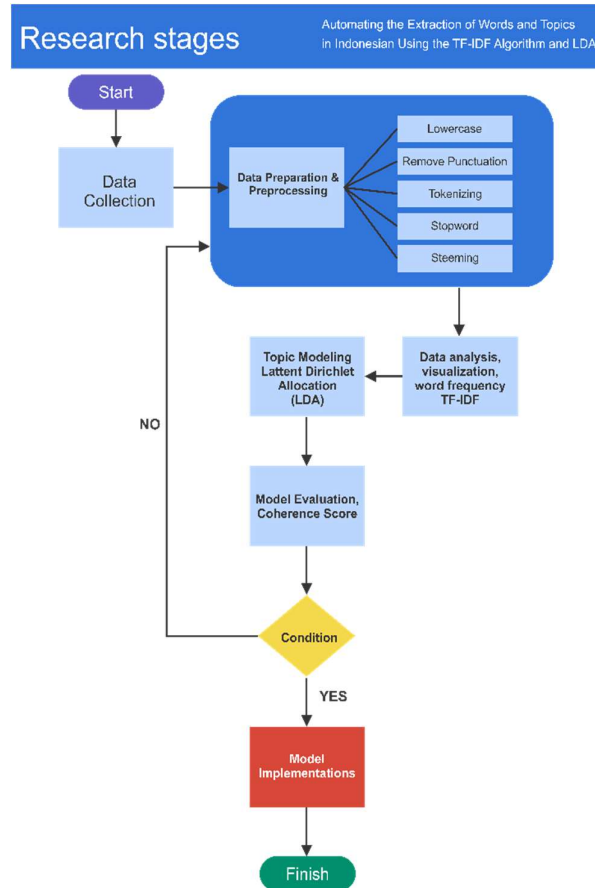 Research stages
Automating the Extraction of Words and Topics
in Indonesian Using the TF-IDF Algorithm and LDA
Start
Data
Collection
Data Preparation &
Preprocessing
Lowercase
Remove Punctuation
Tokenizing
Stopword
Steeming
Topic Modeling
Lattent Dirichlet
Allocation
(LDA)
Data analysis,
visualization,
word frequency
TF-IDF
NO
Model Evaluation,
Coherence Score
Condition
YES
Model
Implementations
Finish